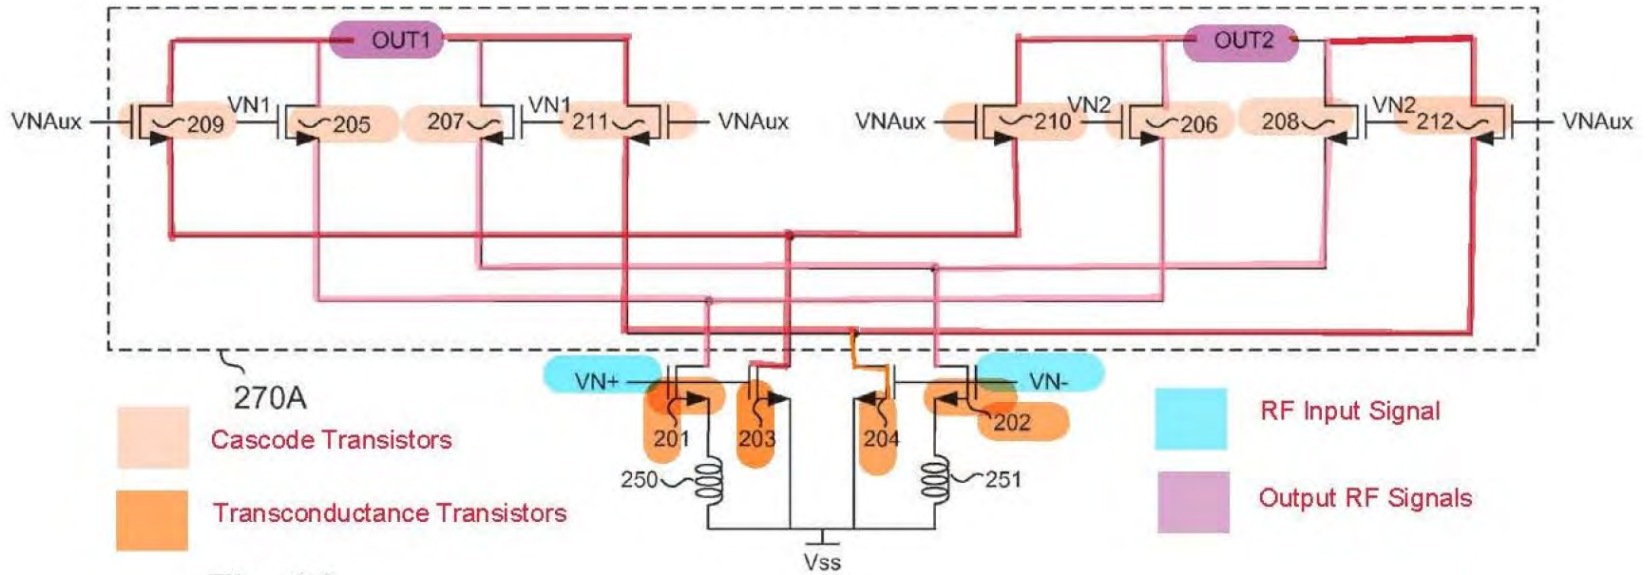 OUT1 OUT2
VNAux 209 VN1 205 207 VN1 211 VNAux VNAux 210 VN2 206 208 VN2 212 VNAux
VN+ VN-
270A
201 203 204 202
250 251
Vss
Cascode Transistors
Transconductance Transistors
RF Input Signal
Output RF Signals